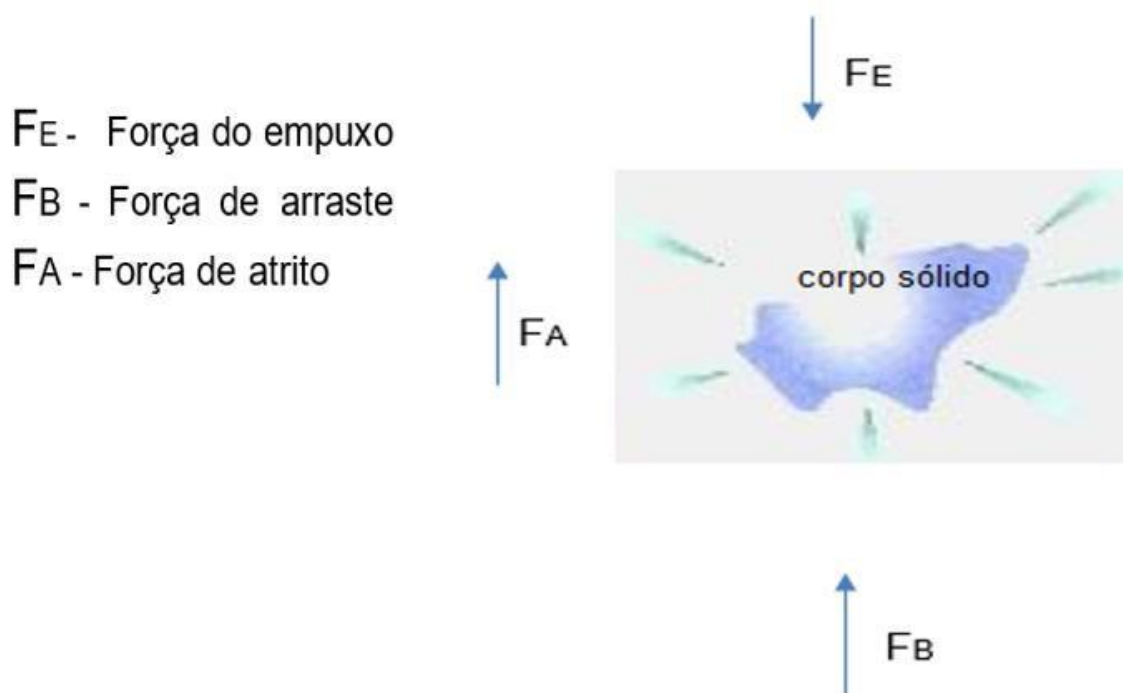 FE - Força do empuxo
FB - Força de arraste
FA - Força de atrito
FE
corpo sólido
FA
FB